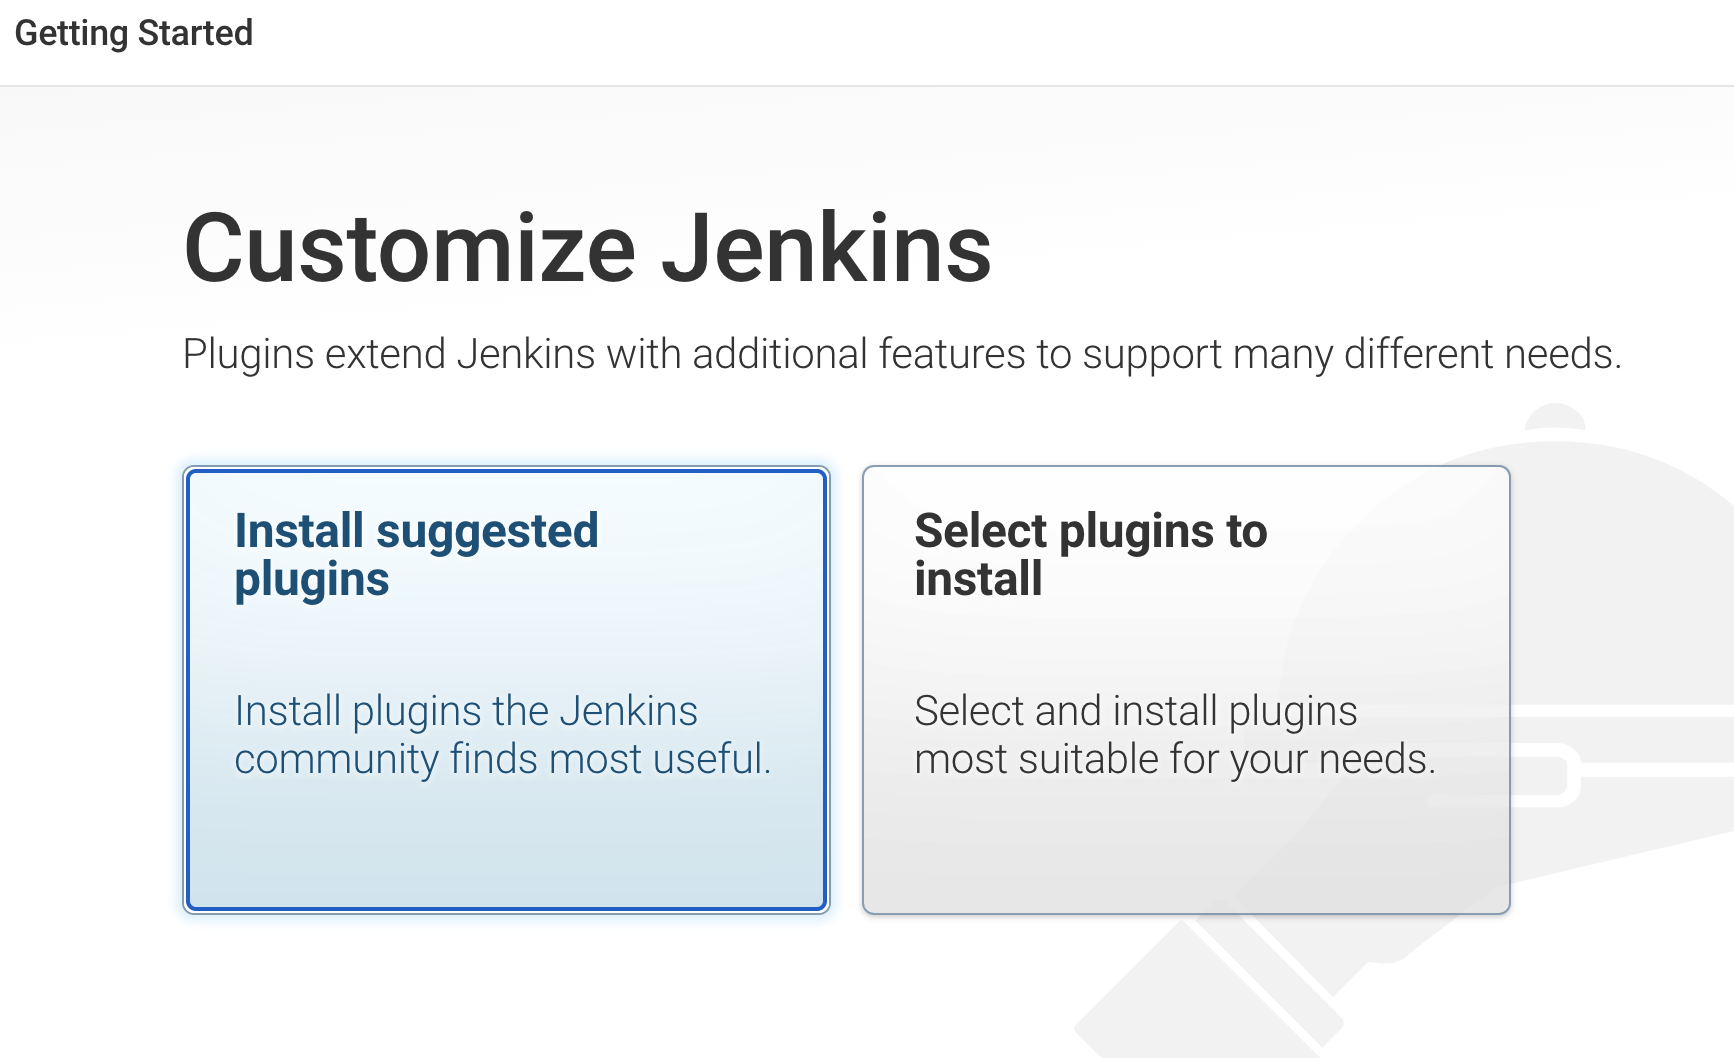 Getting Started
Customize Jenkins
Plugins extend Jenkins with additional features to support many different needs.
Install suggested
plugins
Install plugins the Jenkins
community finds most useful.
Select plugins to
install
Select and install plugins
most suitable for your needs.